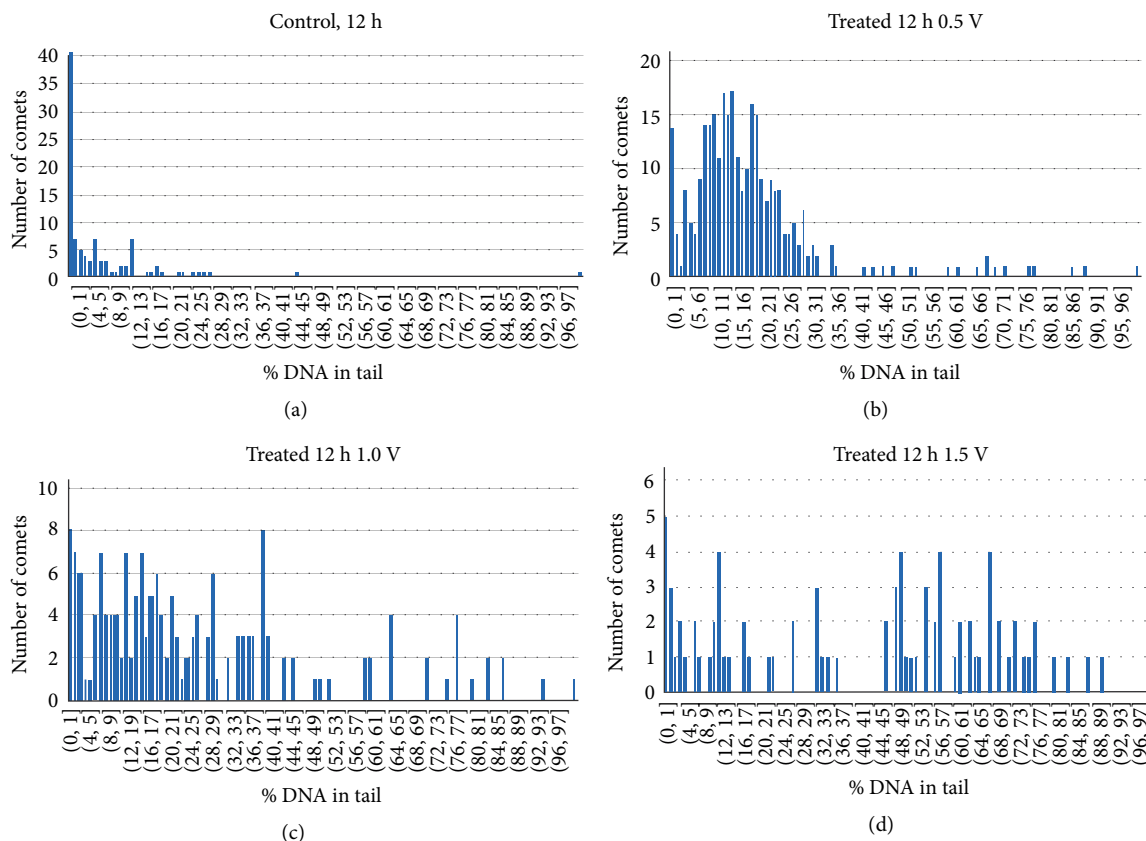 Control, 12 h
Number of comets
40
35
30
25
20
15
10
5
0
(0, 1] (4, 5] (8, 9] (12, 13] (16, 17] (20, 21] (24, 25] (28, 29] (32, 33] (36, 37] (40, 41] (44, 45] (48, 49] (52, 53] (56, 57] (60, 61] (64, 65] (68, 69] (72, 73] (76, 77] (80, 81] (84, 85] (88, 89] (92, 93] (96, 97]
% DNA in tail
(a)
Treated 12 h 0.5 V
Number of comets
20
15
10
5
0
(0, 1] (5, 6] (10, 11] (15, 16] (20, 21] (25, 26] (30, 31] (35, 36] (40, 41] (45, 46] (50, 51] (55, 56] (60, 61] (65, 66] (70, 71] (75, 76] (80, 81] (85, 86] (90, 91] (95, 96]
% DNA in tail
(b)
Treated 12 h 1.0 V
Number of comets
10
8
6
4
2
0
(0, 1] (4, 5] (8, 9] (12, 19] (16, 17] (20, 21] (24, 25] (28, 29] (32, 33] (36, 37] (40, 41] (44, 45] (48, 49] (52, 53] (56, 57] (60, 61] (64, 65] (68, 69] (72, 73] (76, 77] (80, 81] (84, 85] (88, 89] (92, 93] (96, 97]
% DNA in tail
(c)
Treated 12 h 1.5 V
Number of comets
6
5
4
3
2
1
0
(0, 1] (4, 5] (8, 9] (12, 13] (16, 17] (20, 21] (24, 25] (28, 29] (32, 33] (36, 37] (40, 41] (44, 45] (48, 49] (52, 53] (56, 57] (60, 61] (64, 65] (68, 69] (72, 73] (76, 77] (80, 81] (84, 85] (88, 89] (92, 93] (96, 97]
% DNA in tail
(d)